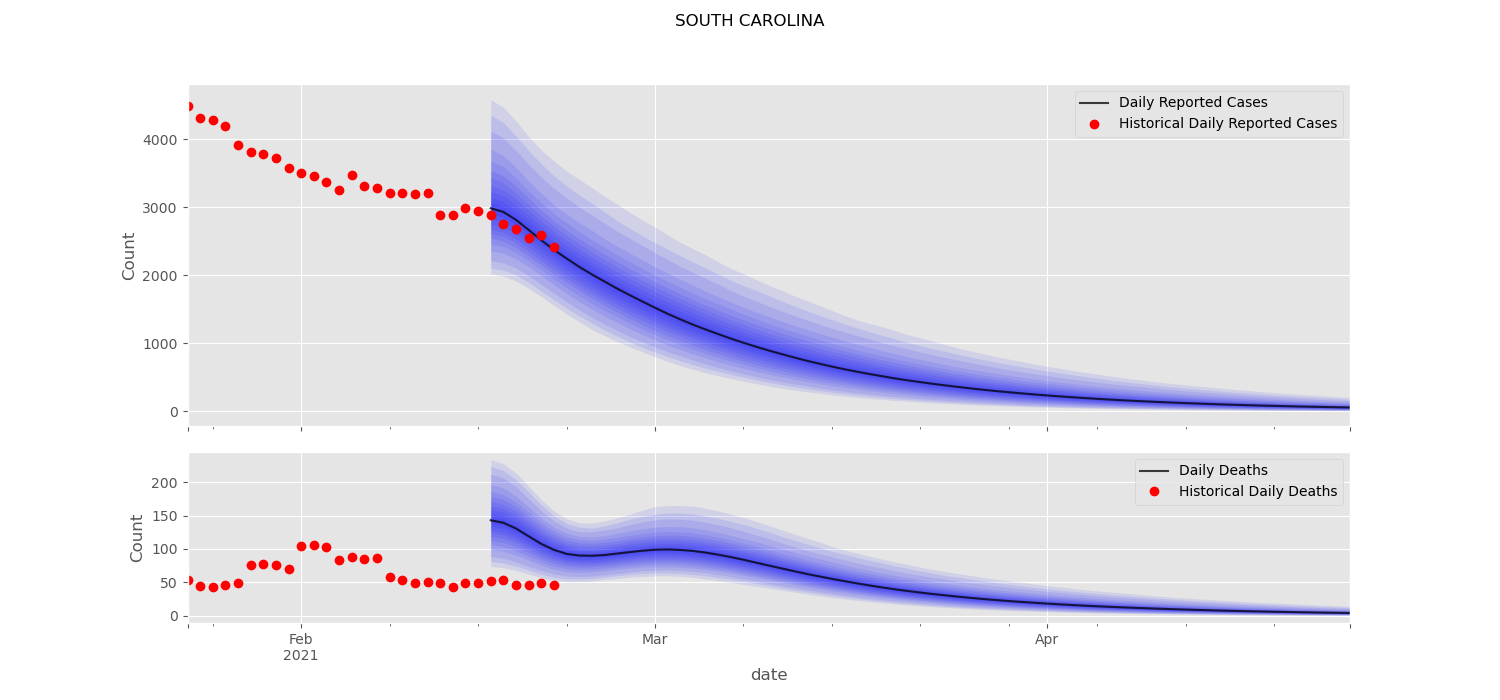 SOUTH CAROLINA
Daily Reported Cases
Historical Daily Reported Cases
4000
3000
2000
1000
0
Count
Daily Deaths
Historical Daily Deaths
200
150
100
50
0
Count
Feb
2021
Mar
Apr
date